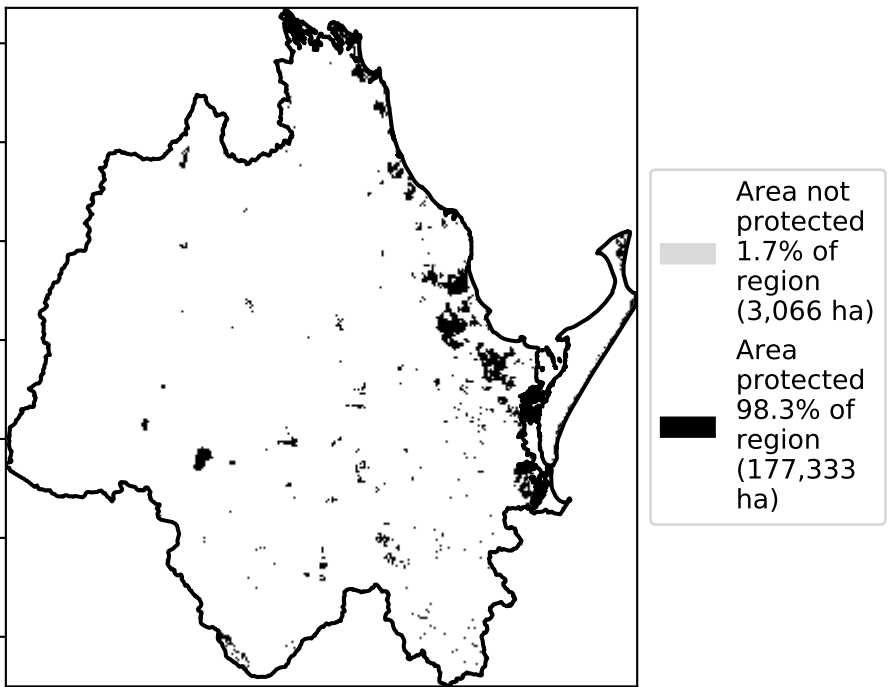 Area not
protected
1.7% of
region
(3,066 ha)
Area
protected
98.3% of
region
(177,333
ha)